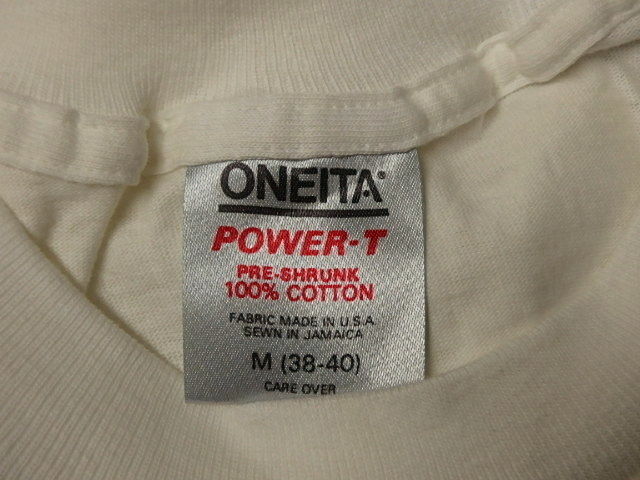 ONEITA®
POWER-T
PRE-SHRUNK
100% COTTON
FABRIC MADE IN U.S.A.
SEWN IN JAMAICA
M (38-40)
CARE OVER